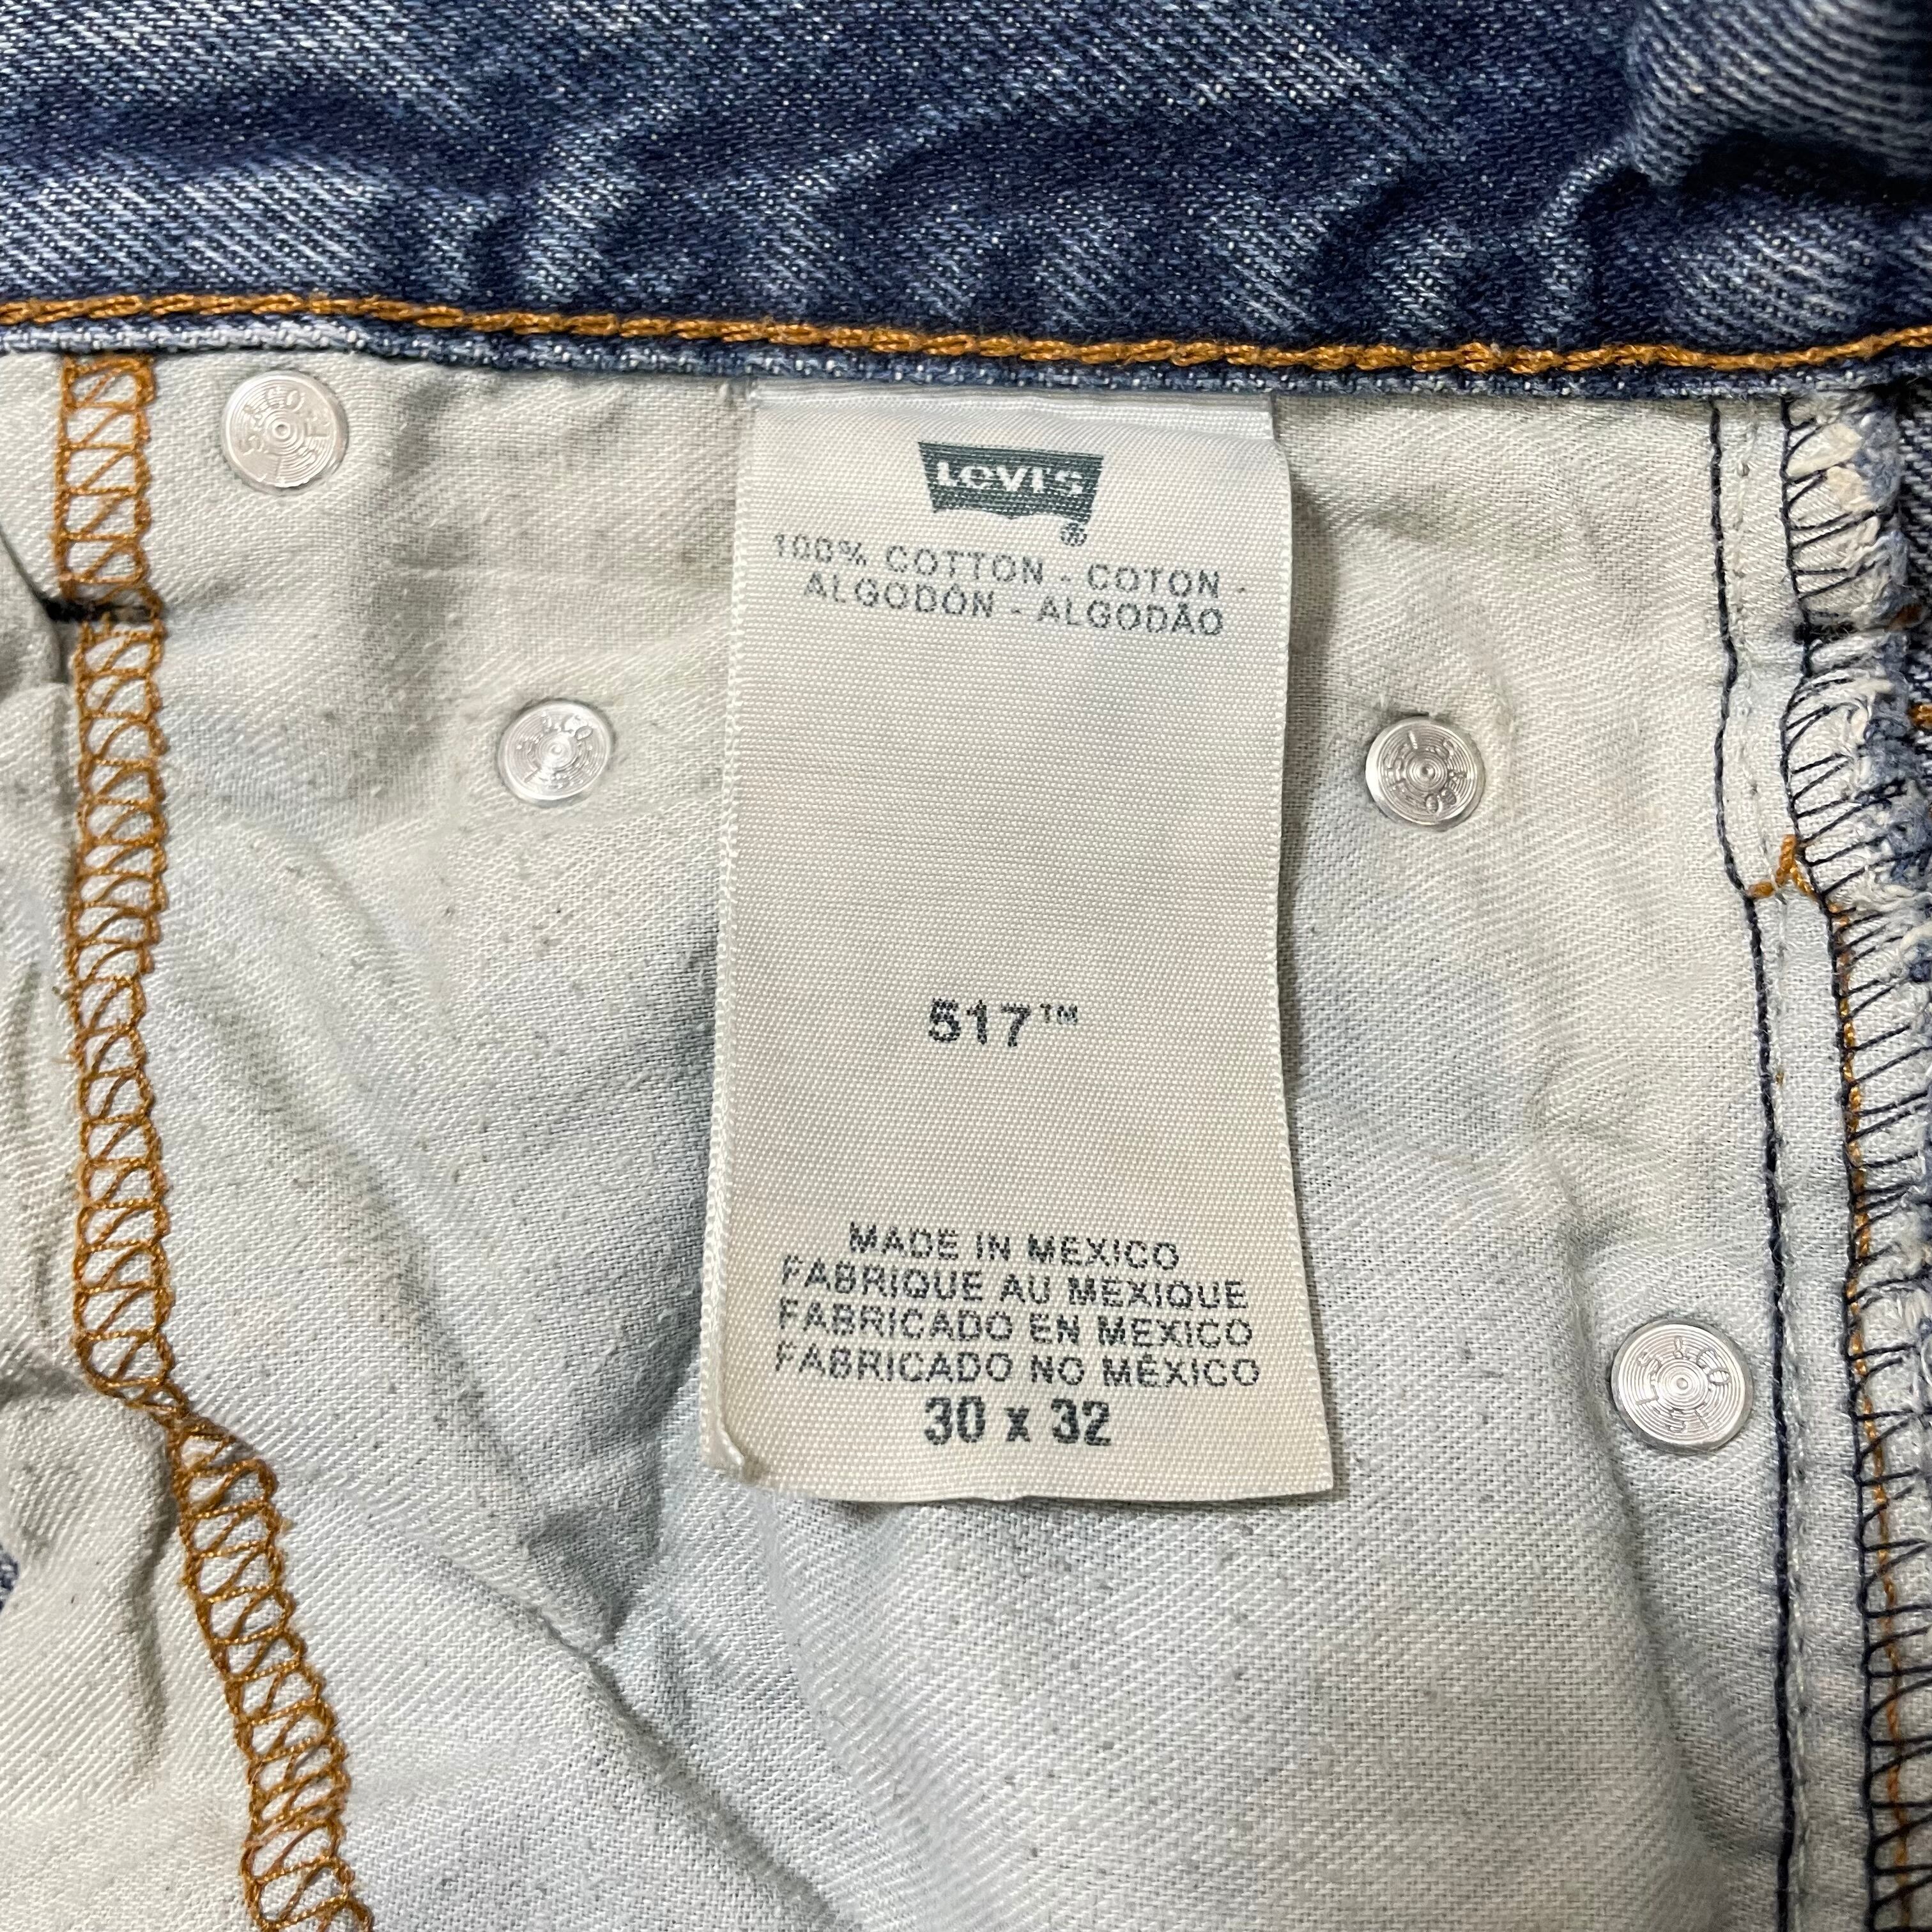 LEVI'S
®
100% COTTON - COTON -
ALGODÓN - ALGODÃO
517™
MADE IN MEXICO
FABRIQUE AU MEXIQUE
FABRICADO EN MEXICO
FABRICADO NO MÉXICO
30 x 32